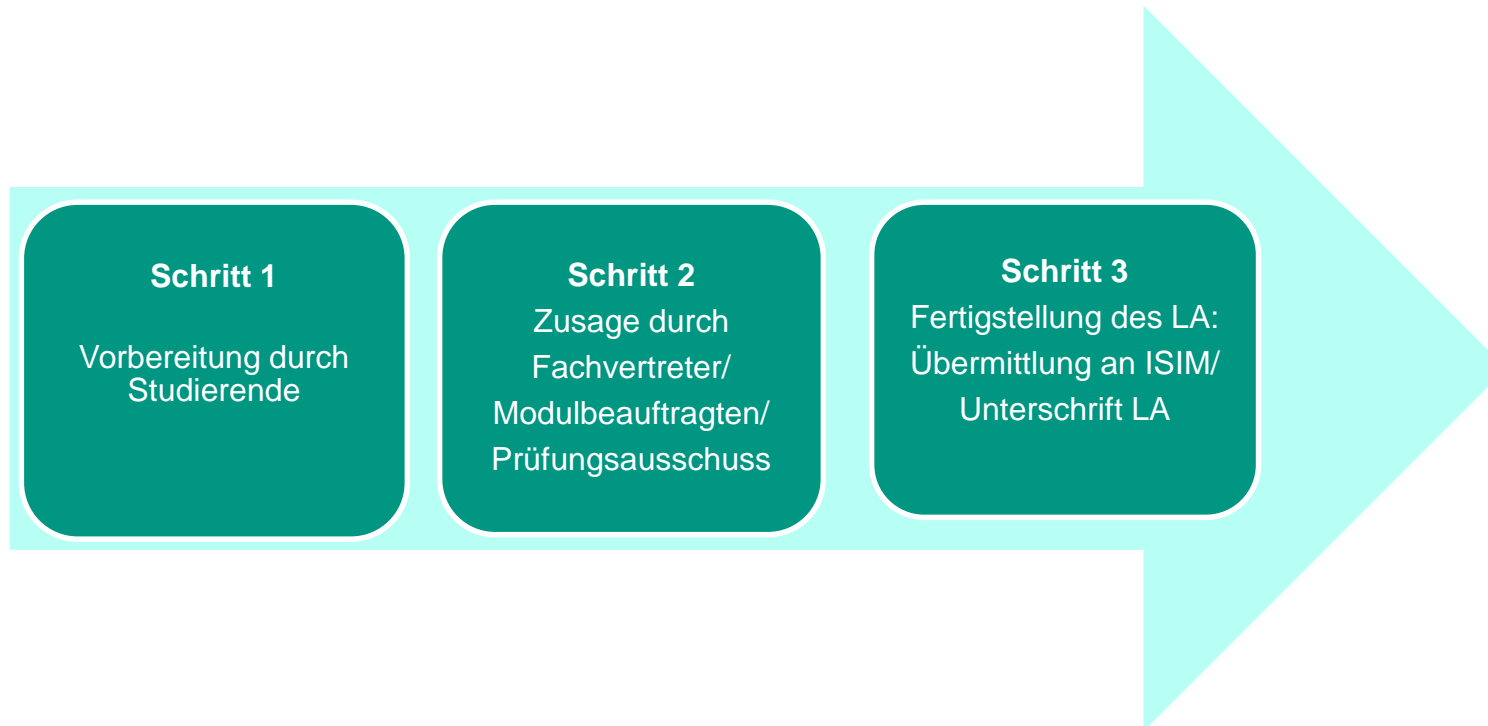 Schritt 1
Vorbereitung durch
Studierende
Schritt 2
Zusage durch
Fachvertreter/
Modulbeauftragten/
Prüfungsausschuss
Schritt 3
Fertigstellung des LA:
Übermittlung an ISIM/
Unterschrift LA